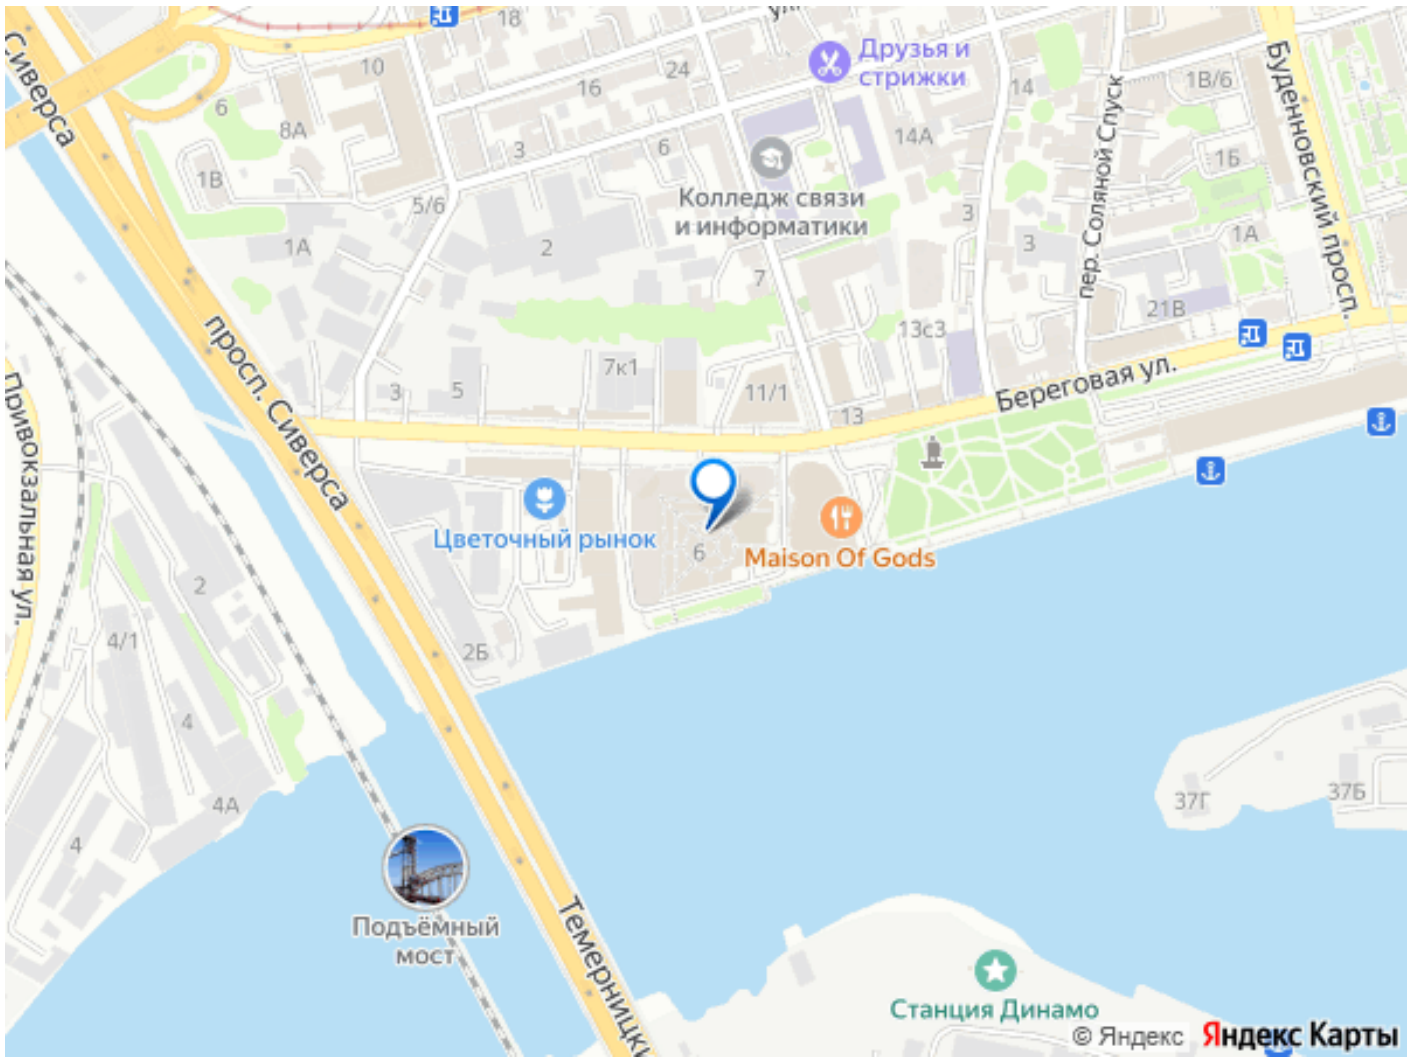 18
Сиверса
10
24
16
6
8А
Друзья и
стрижки
14
1В/6
Буденновский просп.
пер. Соляной Спуск
14А
3
6
1Б
1В
5/6
Колледж связи
и информатики
3
3
1А
1А
2
7
21В
13с3
просп. Сиверса
7к1
3
5
11/1
13
Береговая ул.
Привокзальная ул.
Цветочный рынок
6
Maison Of Gods
2
4/1
2Б
4
4А
4
37Г
37Б
Подъёмный
мост
Темерницки
Станция Динамо
© Яндекс Яндекс Карты